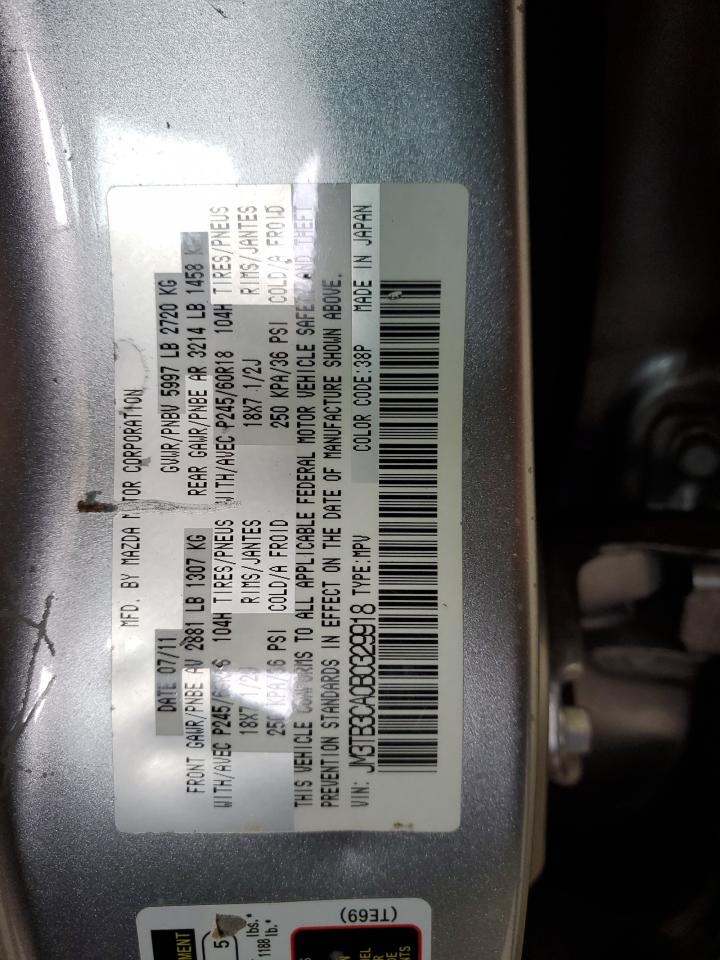 MFD. BY MAZDA MOTOR CORPORATION
DATE 07/11 GVWR/PNBV 5997 LB 2720 KG
FRONT GAWR/PNBE AV 2881 LB 1307 KG REAR GAWR/PNBE AR 3214 LB 1458 KG
WITH/AVEC P245/60R18 104H TIRES/PNEUS WITH/AVEC P245/60R18 104H TIRES/PNEUS
18X7 1/2J RIMS/JANTES 18X7 1/2J RIMS/JANTES
250 KPA/36 PSI COLD/A FROID 250 KPA/36 PSI COLD/A FROID
THIS VEHICLE CONFORMS TO ALL APPLICABLE FEDERAL MOTOR VEHICLE SAFETY AND THEFT
PREVENTION STANDARDS IN EFFECT ON THE DATE OF MANUFACTURE SHOWN ABOVE.
VIN: JM3TB3CA0B0329918 TYPE:MPV COLOR CODE:38P MADE IN JAPAN
(TE69)
5
lbs.*
1188 lb.*